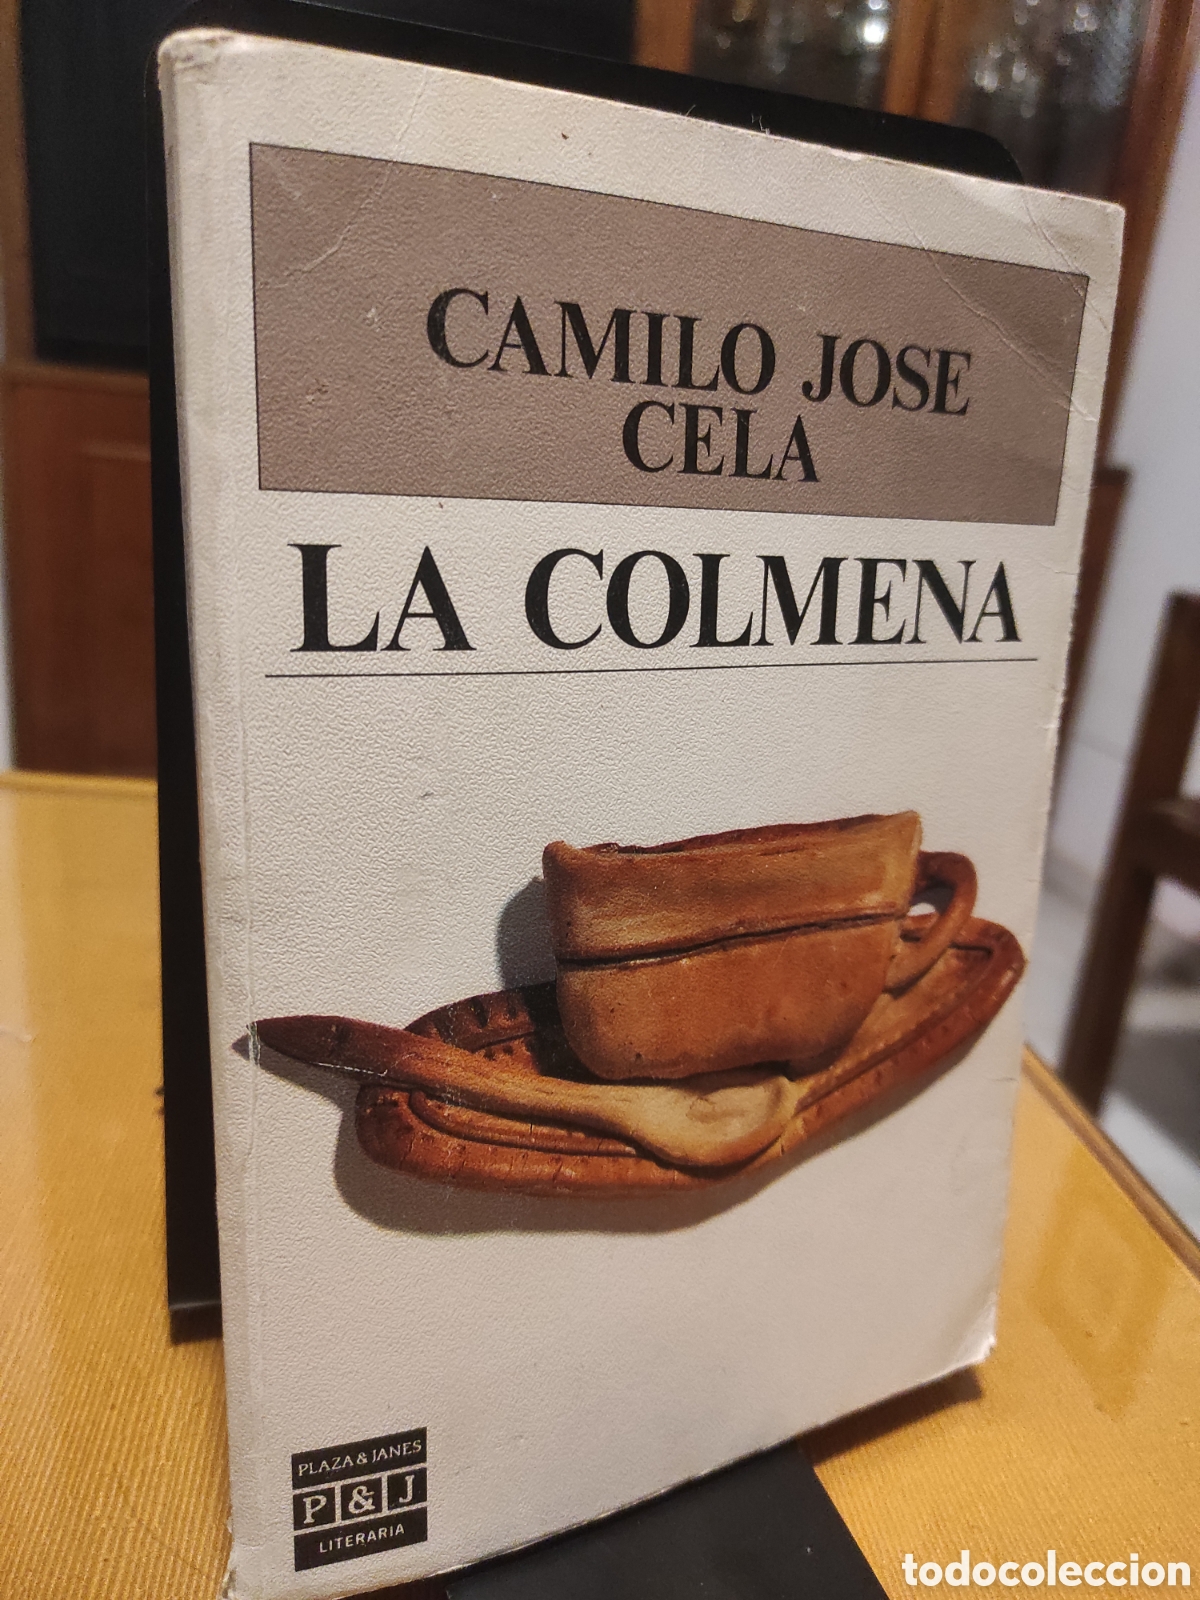 CAMILO JOSE
CELA
LA COLMENA
PLAZA & JANES
P & J
LITERARIA
todocoleccion